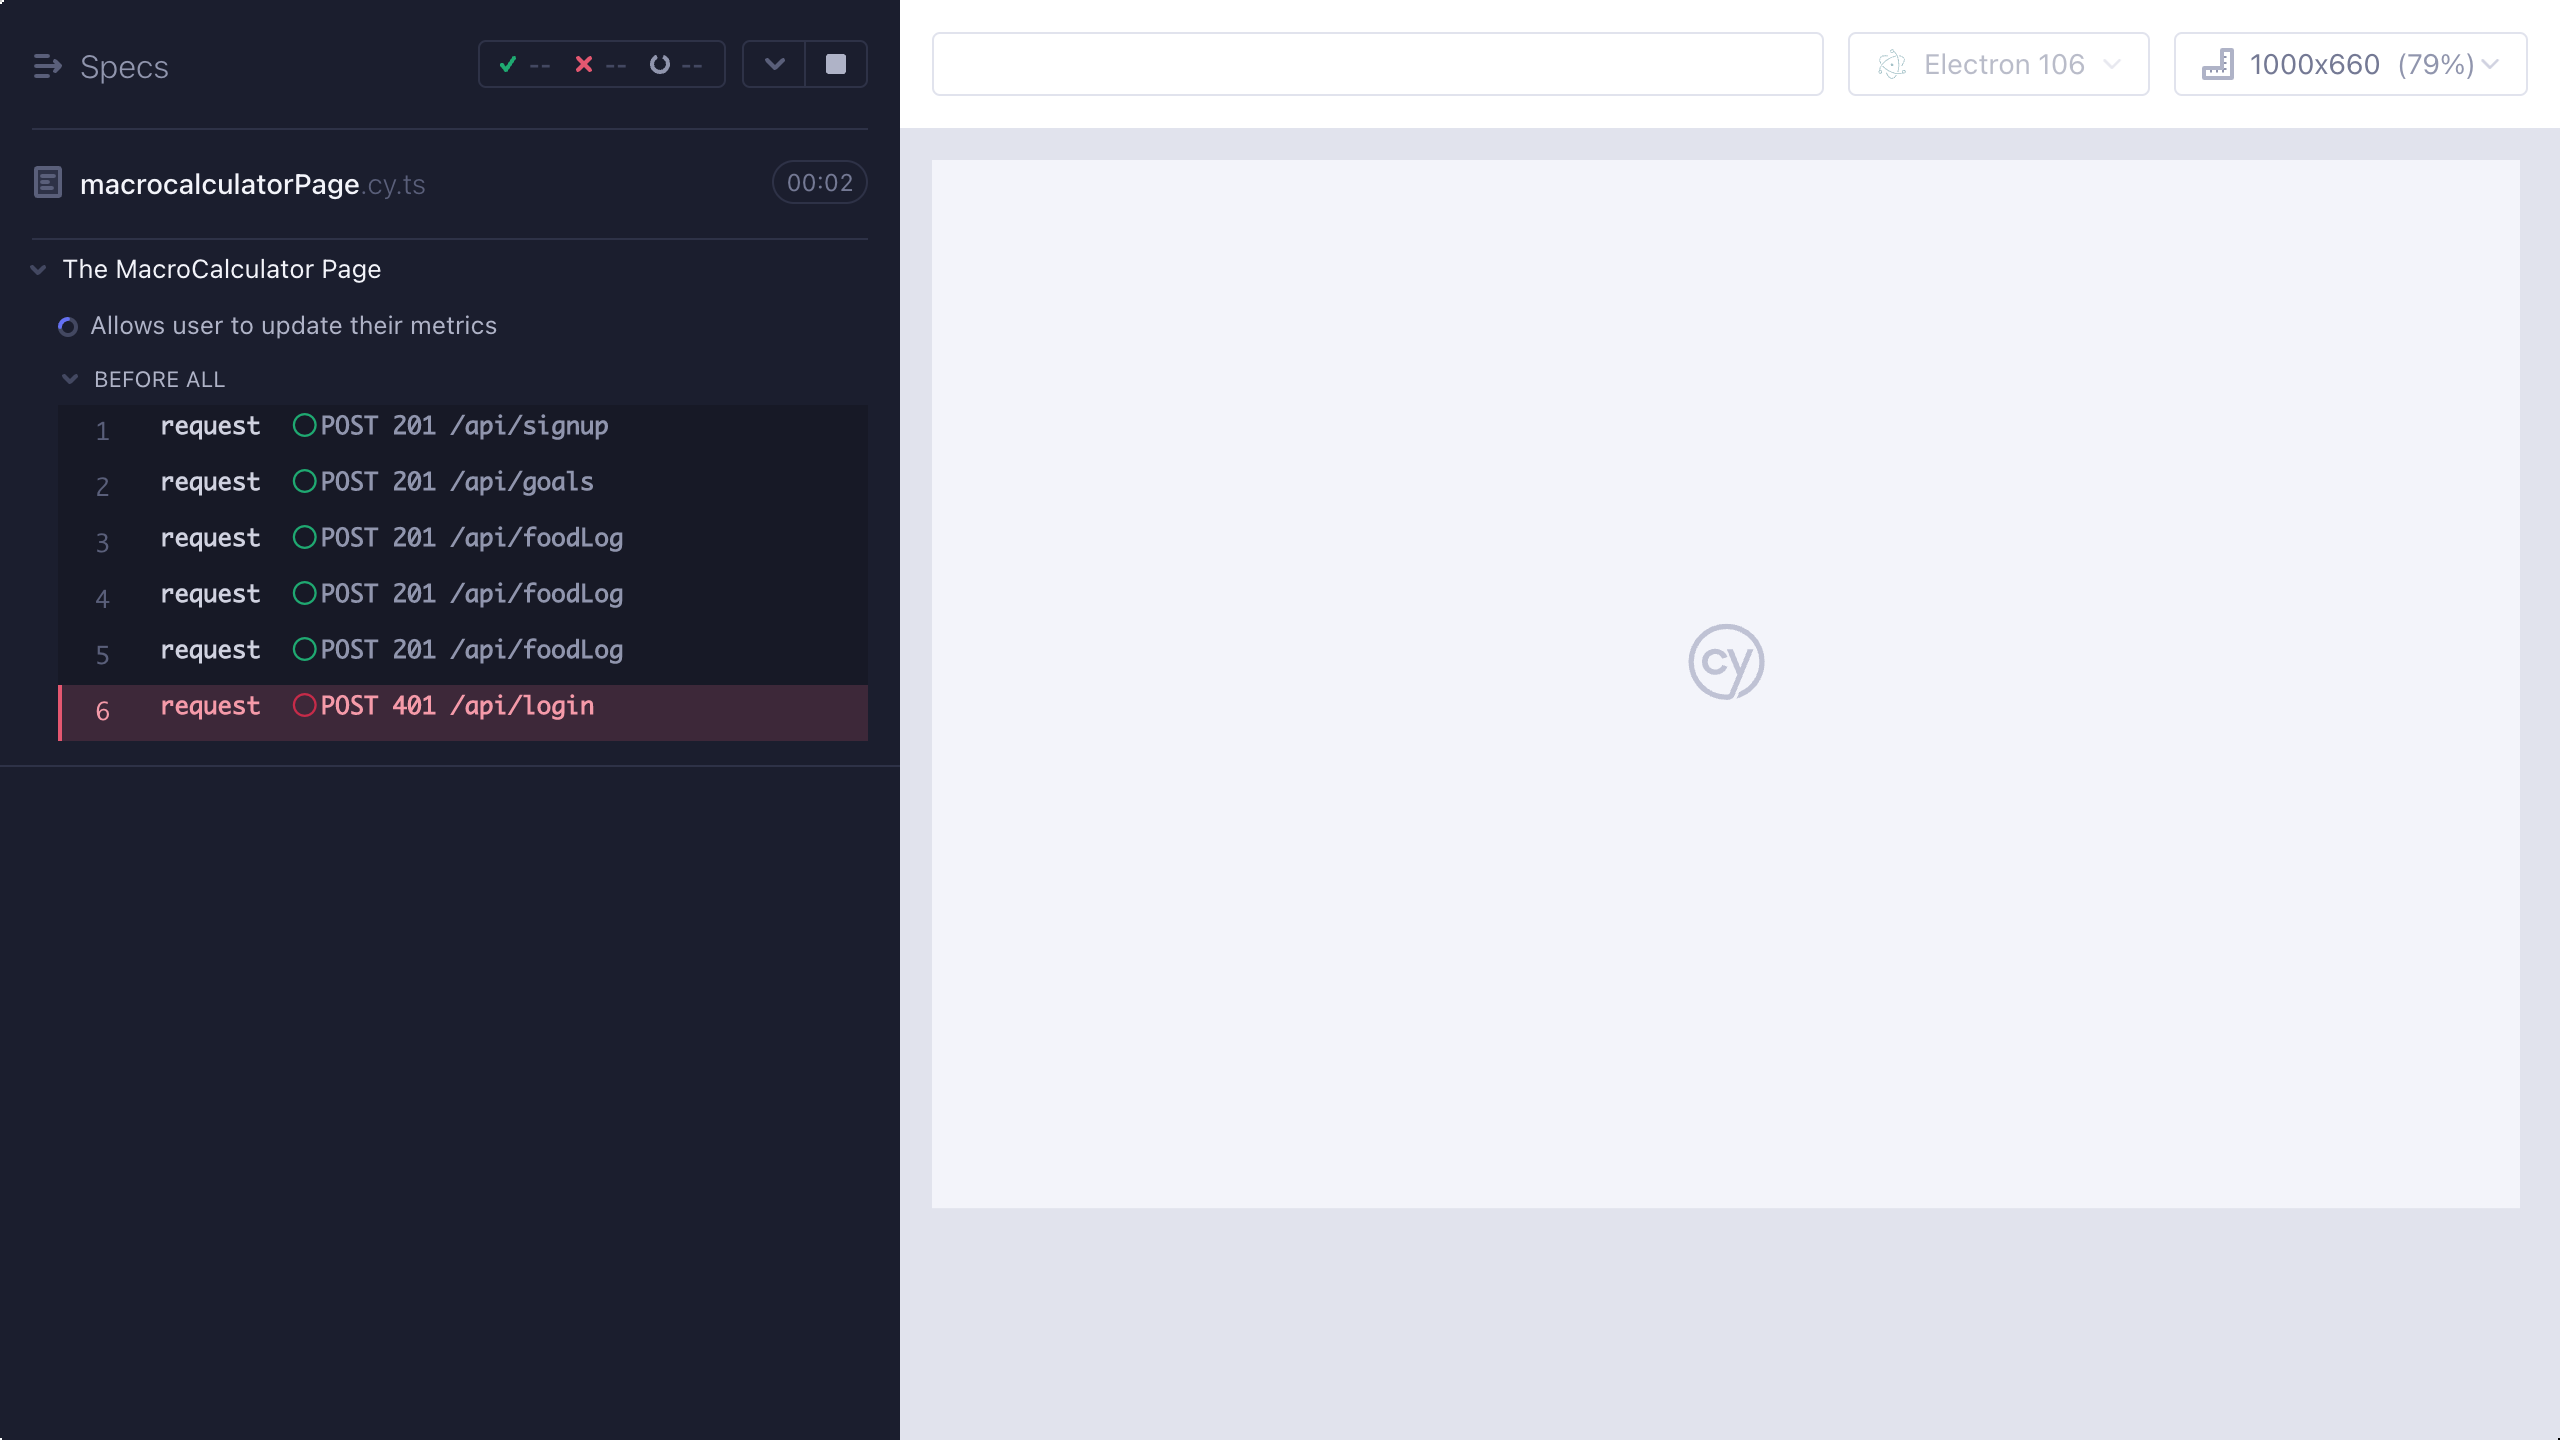 Specs
-- -- --
Electron 106
1000x660 (79%)
macrocalculatorPage.cy.ts
00:02
The MacroCalculator Page
Allows user to update their metrics
BEFORE ALL
1 request POST 201 /api/signup
2 request POST 201 /api/goals
3 request POST 201 /api/foodLog
4 request POST 201 /api/foodLog
5 request POST 201 /api/foodLog
6 request POST 401 /api/login
cy